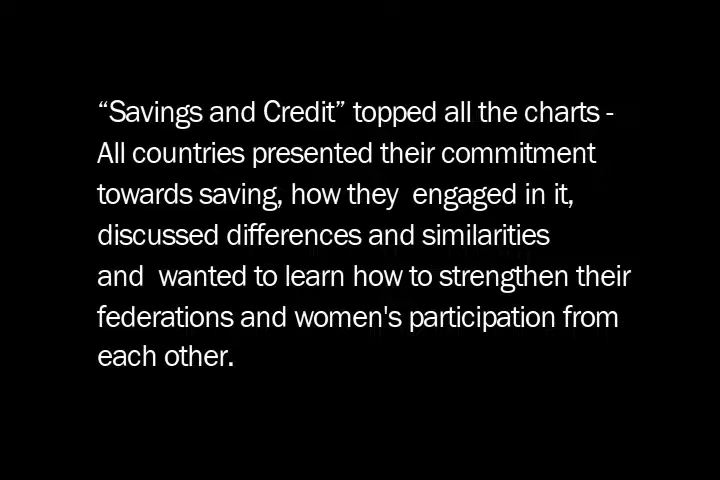 “Savings and Credit” topped all the charts -
All countries presented their commitment
towards saving, how they  engaged in it,
discussed differences and similarities
and  wanted to learn how to strengthen their
federations and women's participation from
each other.